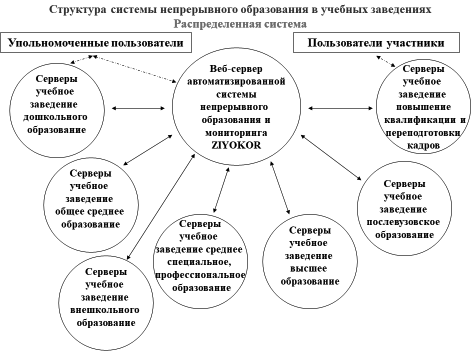 Структура системы непрерывного образования в учебных заведениях
Распределенная система
Упольномоченные пользователи
Пользователи участники
Серверы
учебное
заведение
дошкольного
образование
Веб-сервер
автоматизированной
системы
непрерывного
образования и
мониторинга
ZIYOKOR
Серверы
учебное
заведение
повышение
квалификации и
переподготовки
кадров
Серверы
учебное
заведение
общее среднее
образование
Серверы
учебное
заведение
послевузовское
образование
Серверы
учебное
заведение среднее
специальное,
профессиональное
образование
Серверы
учебное
заведение
высшее
образование
Серверы
учебное
заведение
внешкольного
образование